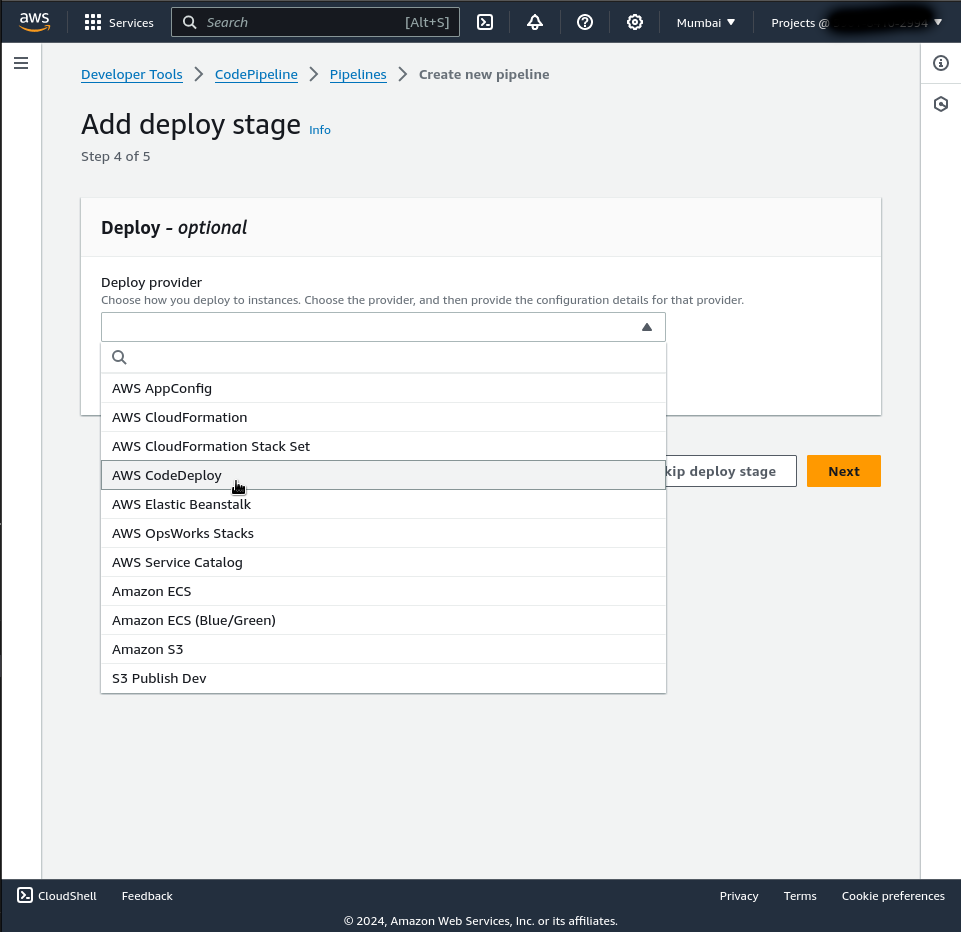 aws Services Search [Alt+S] Mumbai Projects @
Developer Tools CodePipeline Pipelines Create new pipeline
Add deploy stage Info
Step 4 of 5
Deploy - optional
Deploy provider
Choose how you deploy to instances. Choose the provider, and then provide the configuration details for that provider.
AWS AppConfig
AWS CloudFormation
AWS CloudFormation Stack Set
AWS CodeDeploy
kip deploy stage Next
AWS Elastic Beanstalk
AWS OpsWorks Stacks
AWS Service Catalog
Amazon ECS
Amazon ECS (Blue/Green)
Amazon S3
S3 Publish Dev
CloudShell Feedback Privacy Terms Cookie preferences
© 2024, Amazon Web Services, Inc. or its affiliates.